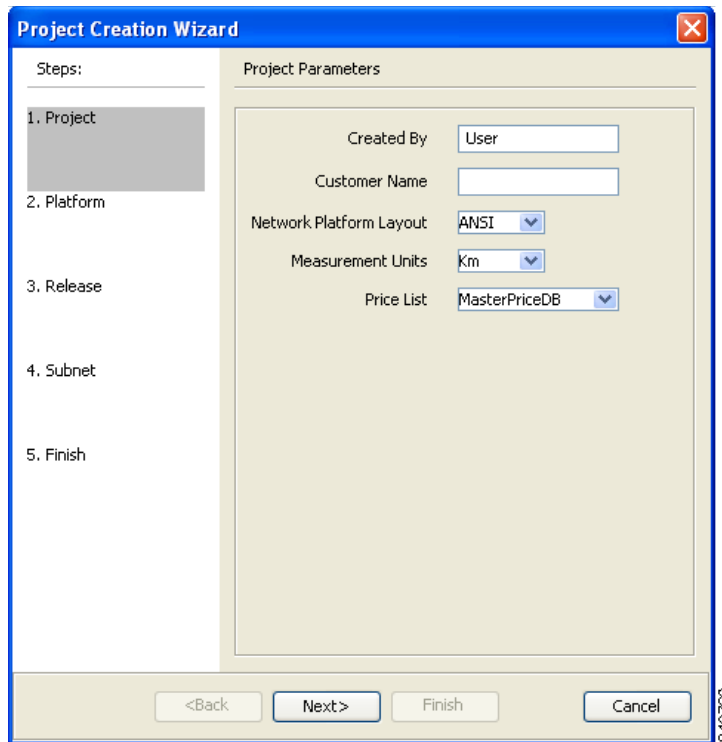 Project Creation Wizard
Steps:
Project Parameters
1. Project
2. Platform
3. Release
4. Subnet
5. Finish
Created By User
Customer Name
Network Platform Layout ANSI
Measurement Units Km
Price List MasterPriceDB
<Back Next> Finish Cancel